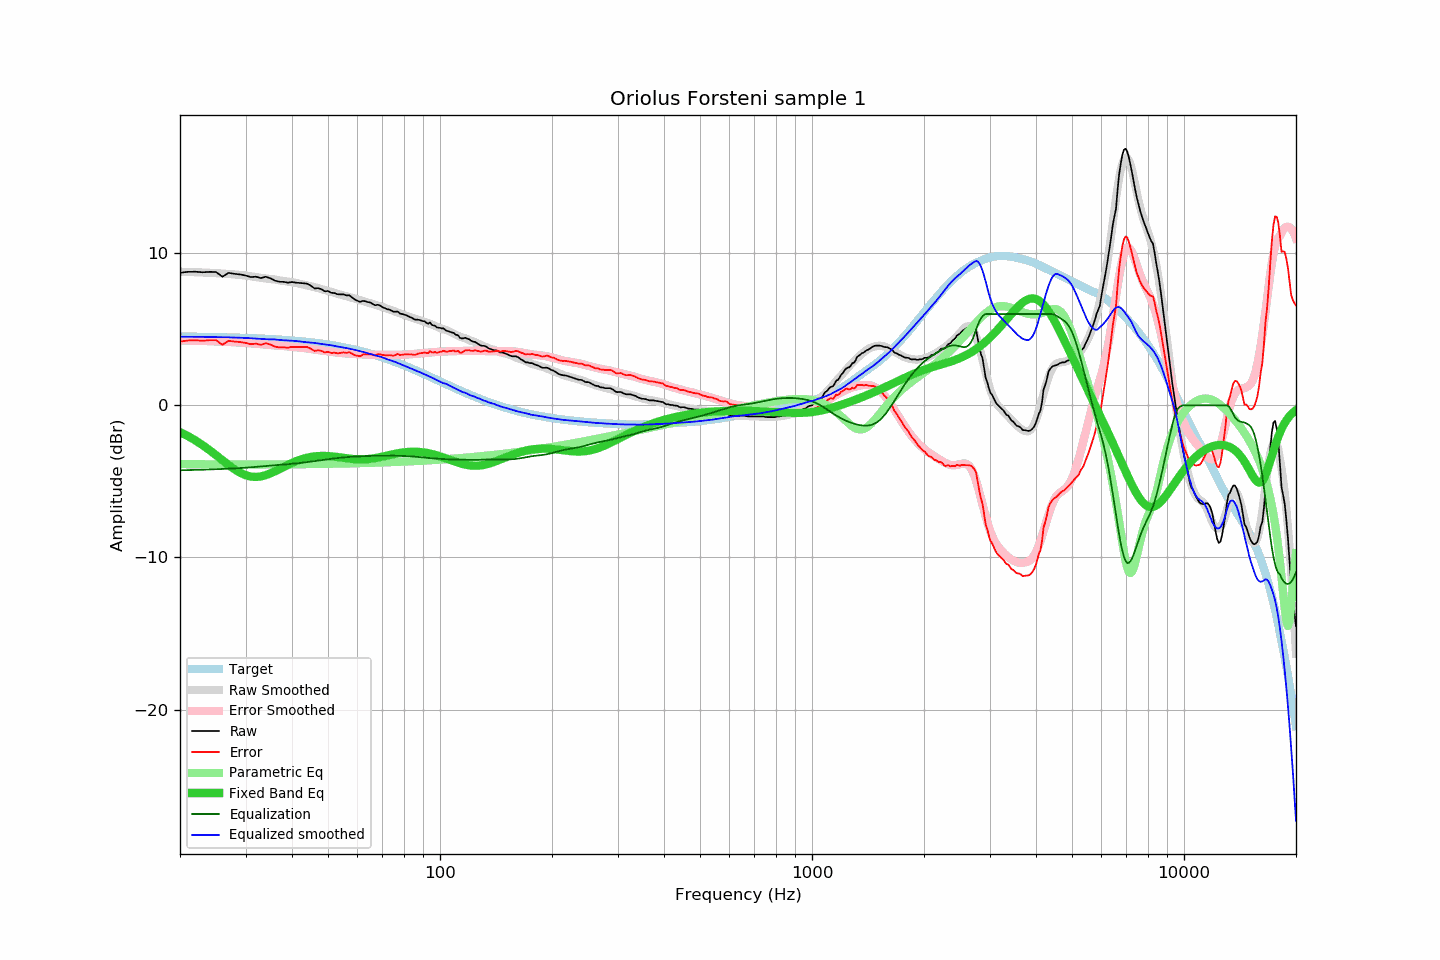 Oriolus Forsteni sample 1
Amplitude (dBr)
10
0
−10
−20
Target
Raw Smoothed
Error Smoothed
Raw
Error
Parametric Eq
Fixed Band Eq
Equalization
Equalized smoothed
100
1000
10000
Frequency (Hz)